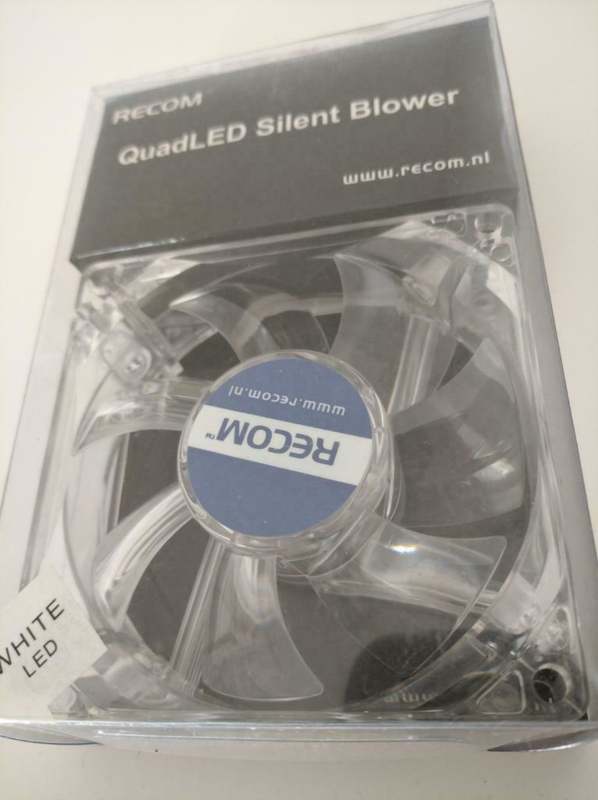 RECOM
QuadLED Silent Blower
www.recom.nl
www.recom.nl
RECOM™
WHITE
LED